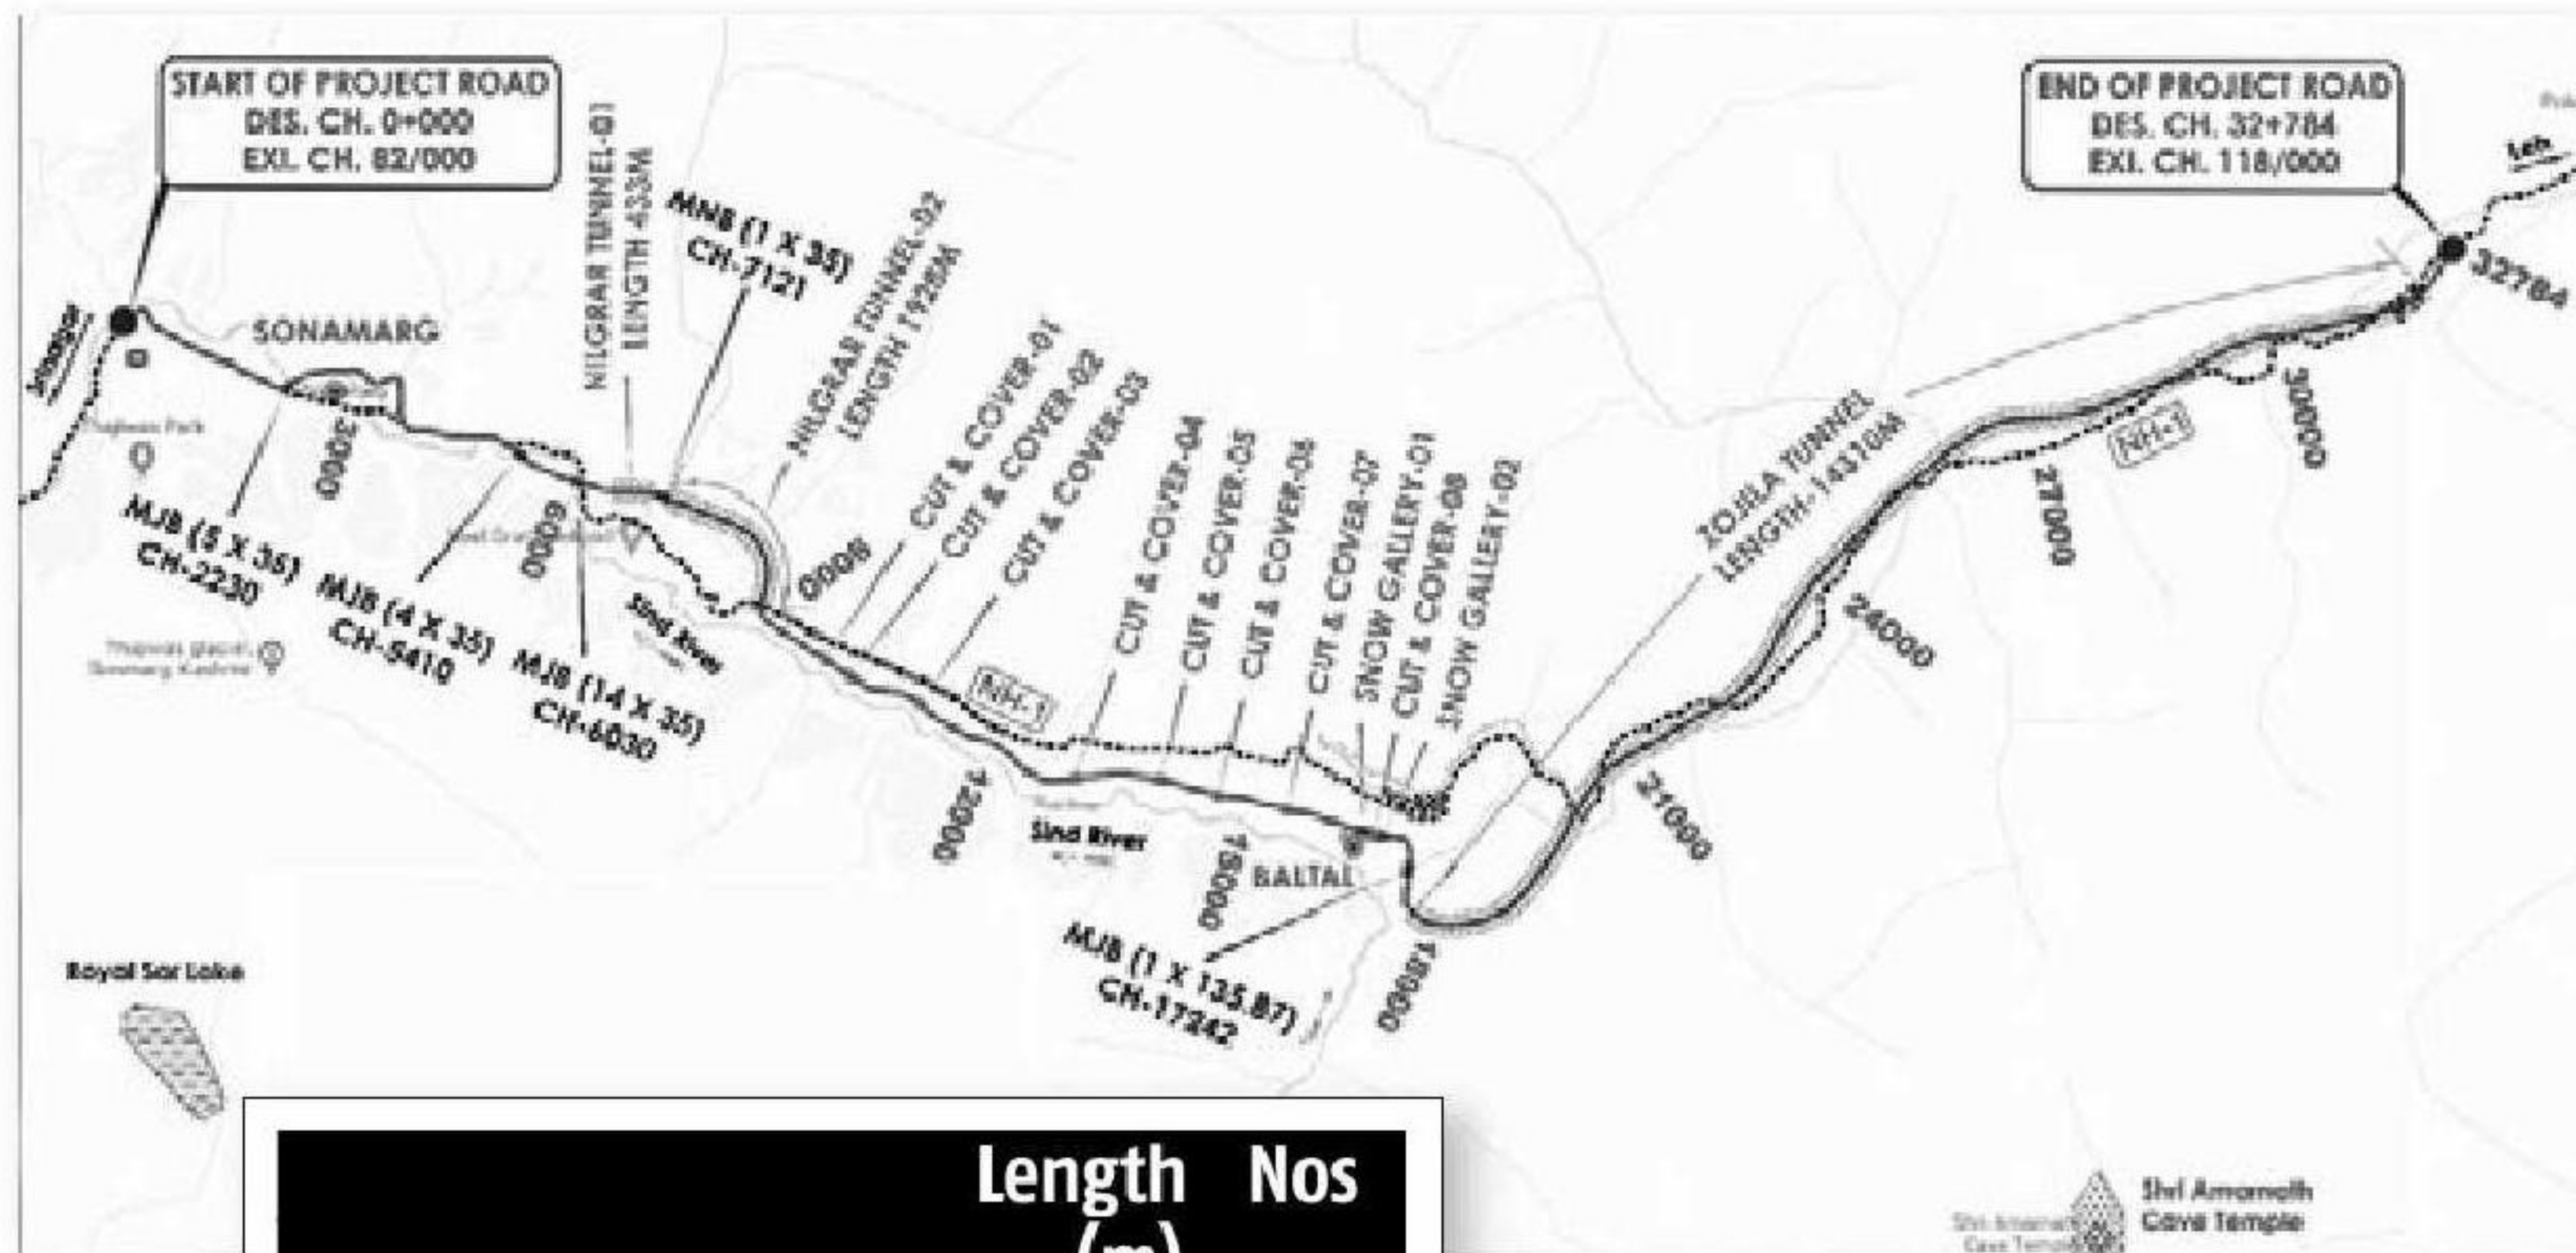 START OF PROJECT ROAD
DES. CH. 0+000
EXI. CH. 82/000
END OF PROJECT ROAD
DES. CH. 32+784
EXI. CH. 118/000
Leh
32784
Srinagar
SONAMARG
3000
NILGRAR TUNNEL-01
LENGTH 433M
MNB (1 X 35)
CH-7121
NILGRAR TUNNEL-02
LENGTH 1925M
CUT & COVER-01
CUT & COVER-02
CUT & COVER-03
CUT & COVER-04
CUT & COVER-05
CUT & COVER-06
CUT & COVER-07
SNOW GALLERY-01
CUT & COVER-08
SNOW GALLERY-02
ZOJILA TUNNEL
LENGTH-14310M
NH-1
30000
27000
24000
21000
MJB (5 X 35)
CH-2230
MJB (4 X 35)
CH-5410
6000
MJB (14 X 35)
CH-6030
Sind River
9000
NH-1
12000
Sind River
15000
BALTAL
MJB (1 X 135.87)
CH-17242
18000
Royal Sar Lake
Length Nos
(m)
Shri Amarnath
Cave Temple